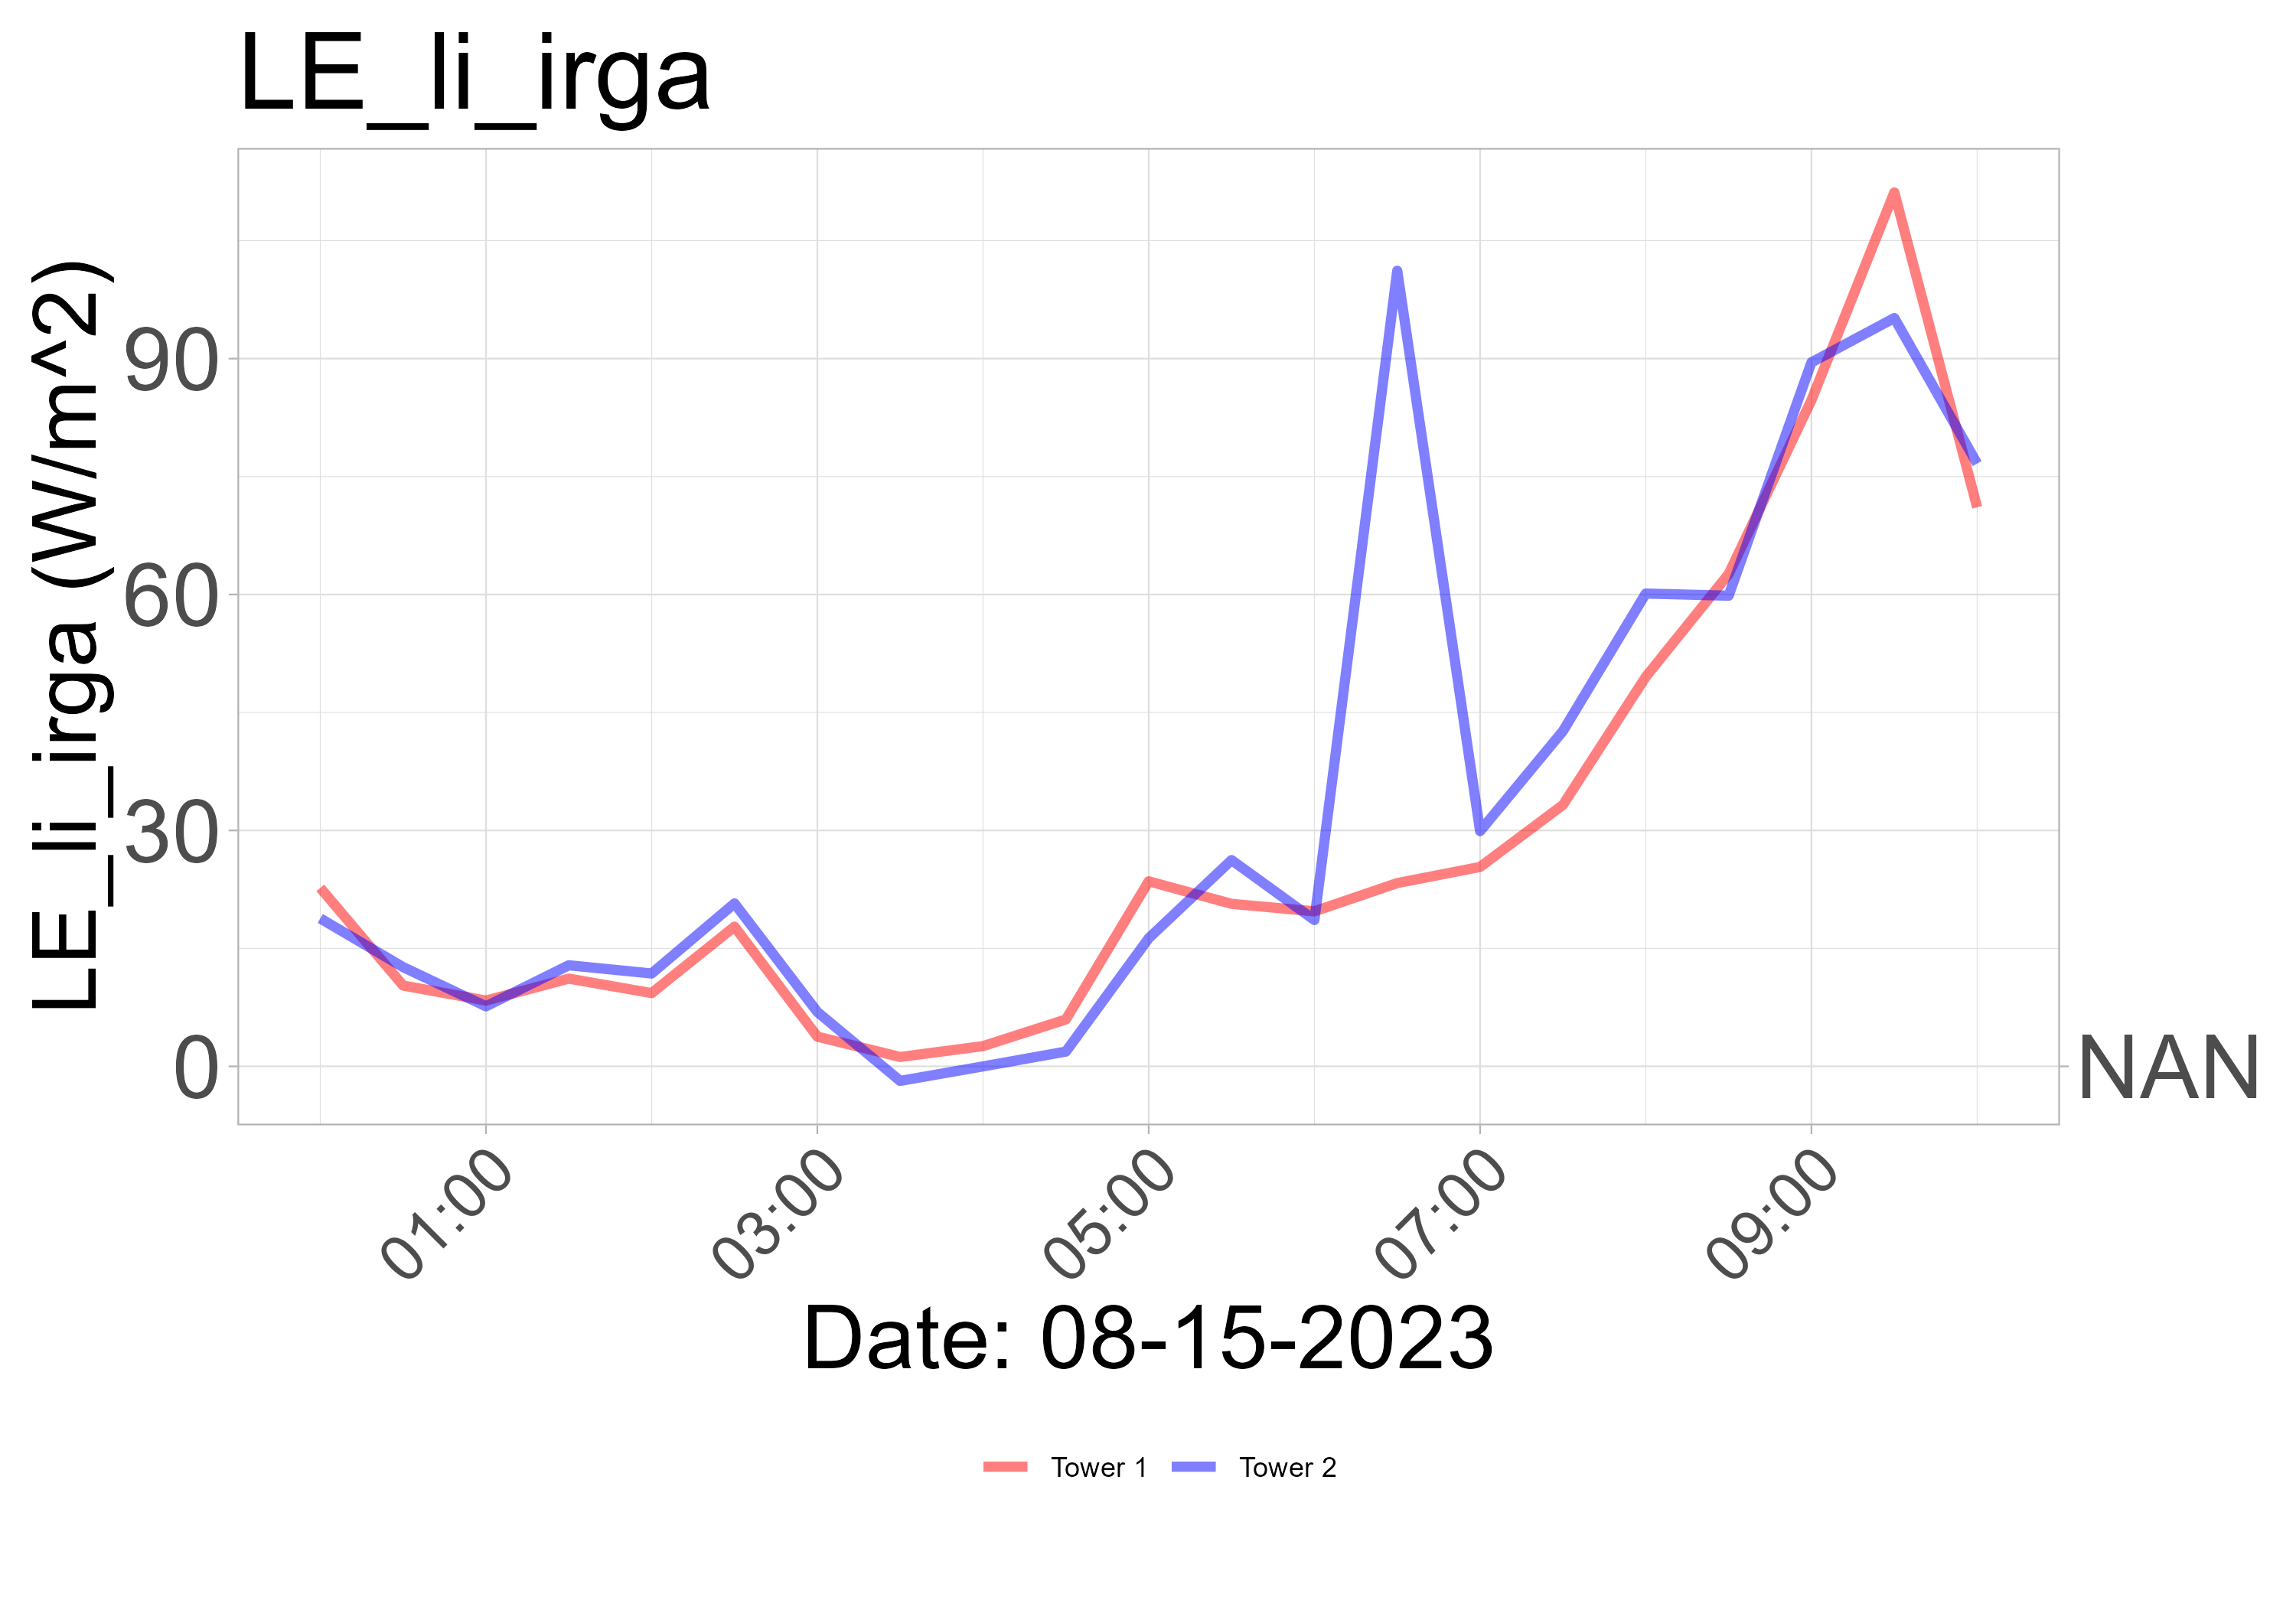 LE_li_irga
LE_li_irga (W/m^2)
90
60
30
0
NAN
01:00
03:00
05:00
07:00
09:00
Date: 08-15-2023
Tower 1
Tower 2